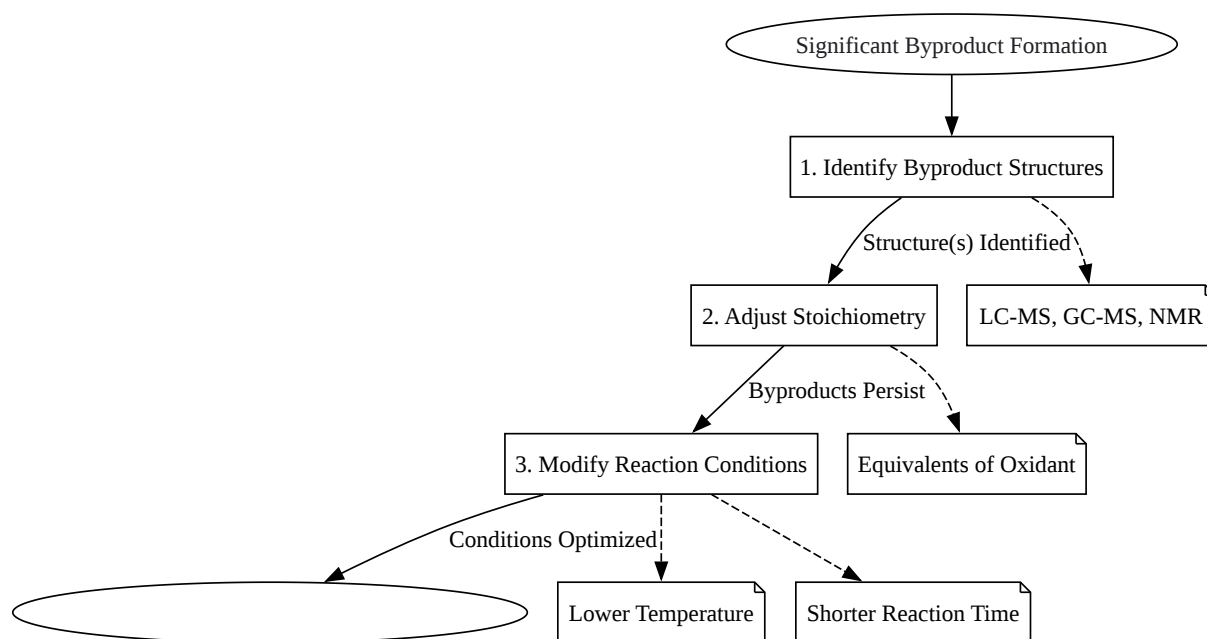 Significant Byproduct Formation
1. Identify Byproduct Structures
Structure(s) Identified
2. Adjust Stoichiometry
LC-MS, GC-MS, NMR
Byproducts Persist
3. Modify Reaction Conditions
Equivalents of Oxidant
Conditions Optimized
Lower Temperature
Shorter Reaction Time